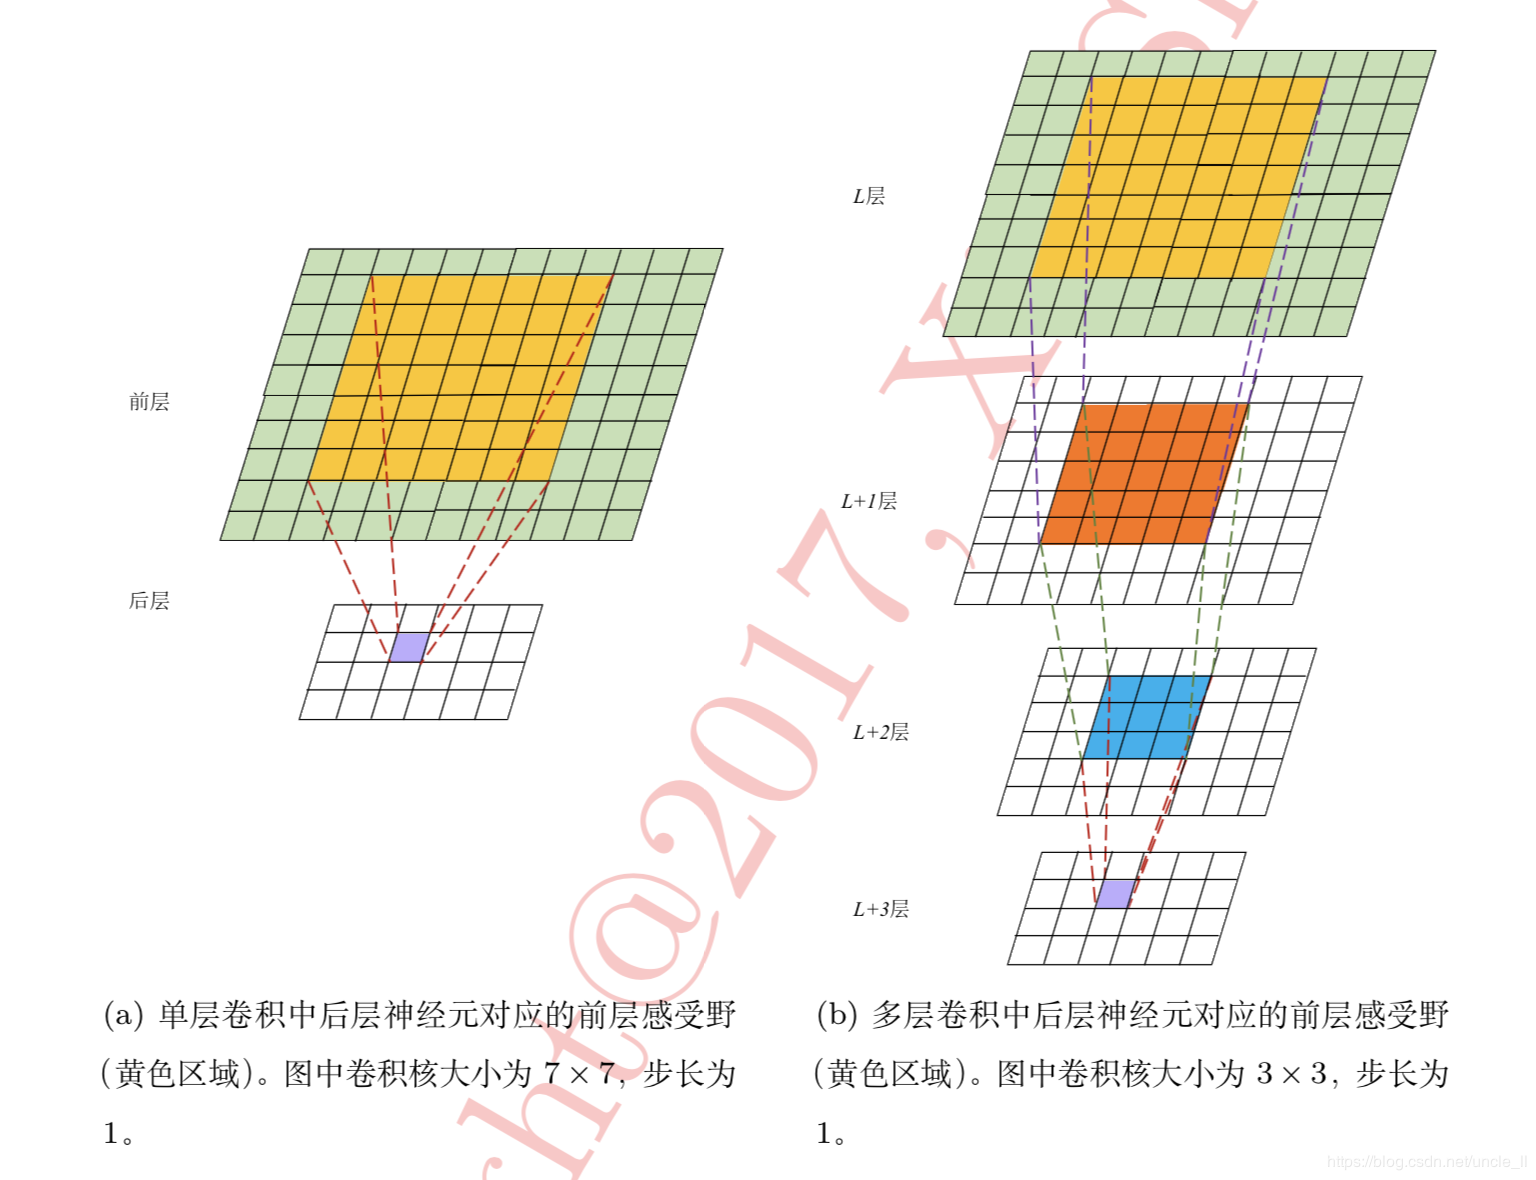 前层
后层
L层
L+1层
L+2层
L+3层
(a) 单层卷积中后层神经元对应的前层感受野
(黄色区域)。图中卷积核大小为 7 × 7, 步长为
1。
(b) 多层卷积中后层神经元对应的前层感受野
(黄色区域)。图中卷积核大小为 3 × 3, 步长为
1。
ht@2017, X.S.
https://blog.csdn.net/uncle_ll